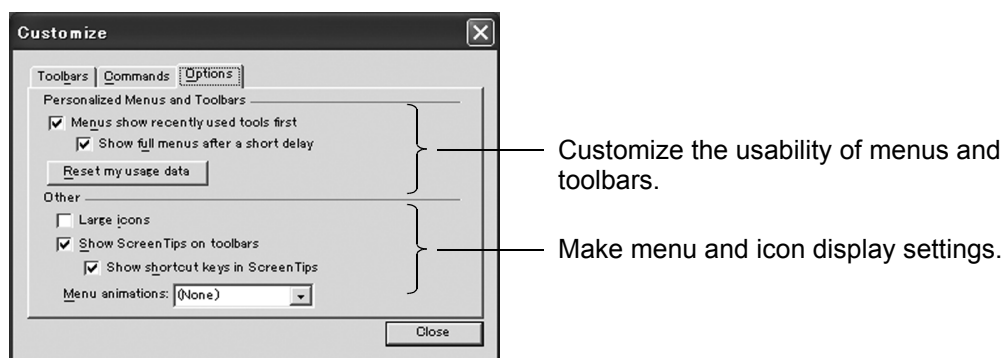 Customize
Toolbars Commands Options
Personalized Menus and Toolbars
Menus show recently used tools first
Show full menus after a short delay
Reset my usage data
Other
Large icons
Show ScreenTips on toolbars
Show shortcut keys in ScreenTips
Menu animations: (None)
Close
Customize the usability of menus and
toolbars.
Make menu and icon display settings.